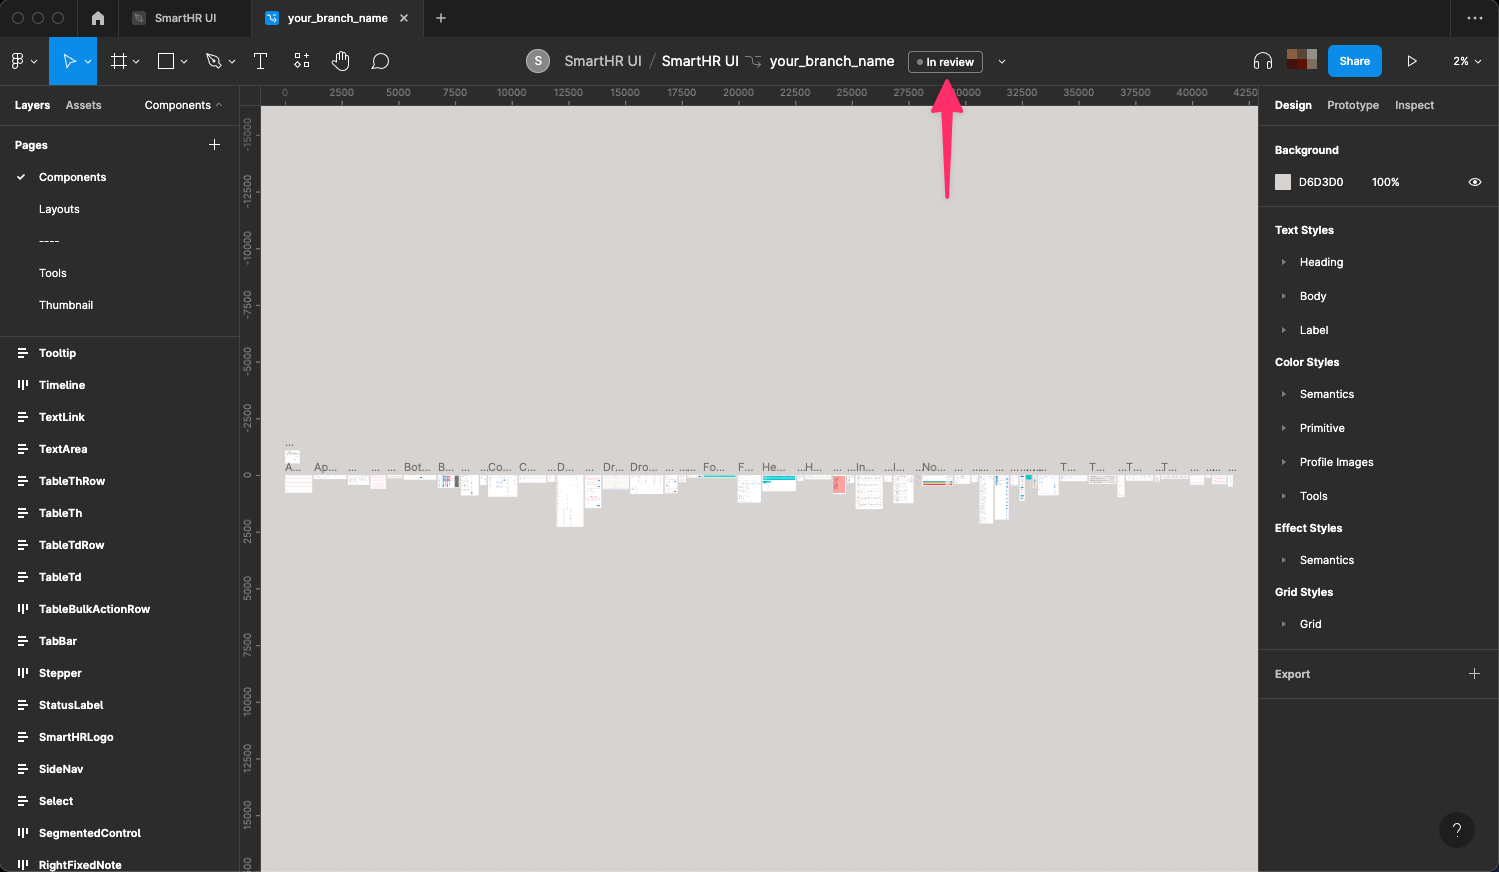 SmartHR UI
your_branch_name
S
SmartHR UI / SmartHR UI your_branch_name
In review
Share
2%
Layers Assets Components
Pages
Components
Layouts
----
Tools
Thumbnail
Tooltip
Timeline
TextLink
TextArea
TableThRow
TableTh
TableTdRow
TableTd
TableBulkActionRow
TabBar
Stepper
StatusLabel
SmartHRLogo
SideNav
Select
SegmentedControl
RightFixedNote
0 2500 5000 7500 10000 12500 15000 17500 20000 22500 25000 27500 30000 32500 35000 37500 40000 42500
-15000
-12500
-10000
-7500
-5000
-2500
0
2500
5000
7500
10000
12500
15000
...
A... Ap... ... ... ... Bot... B... ... ...Co... C... ...D... ... Dr... Dro... ... ...... Fo... F... He... ...H... ... ...In... ...I... ...No... ... T... T... ...T... ...T... ... ...... ...
Design Prototype Inspect
Background
D6D3D0 100%
Text Styles
Heading
Body
Label
Color Styles
Semantics
Primitive
Profile Images
Tools
Effect Styles
Semantics
Grid Styles
Grid
Export
?